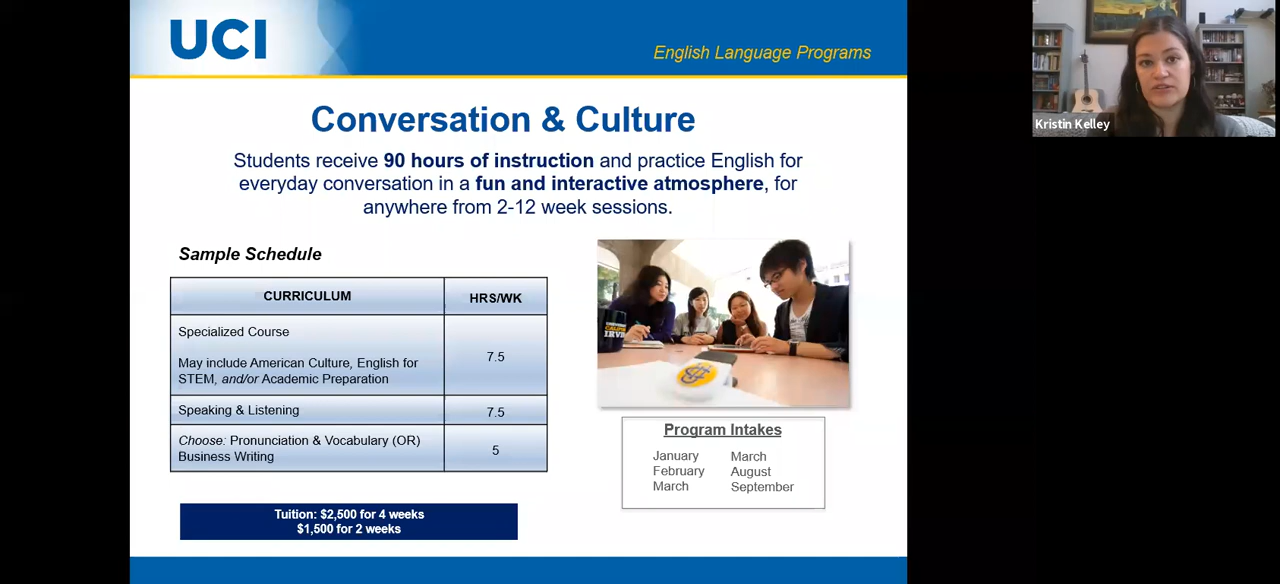 UCI
English Language Programs
Kristin Kelley
Conversation & Culture
Students receive 90 hours of instruction and practice English for
everyday conversation in a fun and interactive atmosphere, for
anywhere from 2-12 week sessions.
Sample Schedule
CURRICULUM HRS/WK
Specialized Course
May include American Culture, English for
STEM, and/or Academic Preparation
7.5
Speaking & Listening 7.5
Choose: Pronunciation & Vocabulary (OR)
Business Writing
5
Program Intakes
January March
February August
March September
Tuition: $2,500 for 4 weeks
$1,500 for 2 weeks